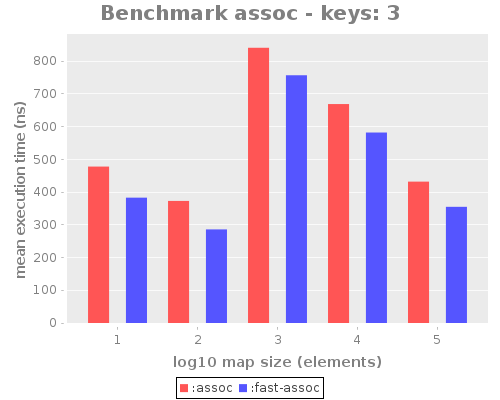 Benchmark assoc - keys: 3
mean execution time (ns)
800
700
600
500
400
300
200
100
0
1 2 3 4 5
log10 map size (elements)
:assoc :fast-assoc